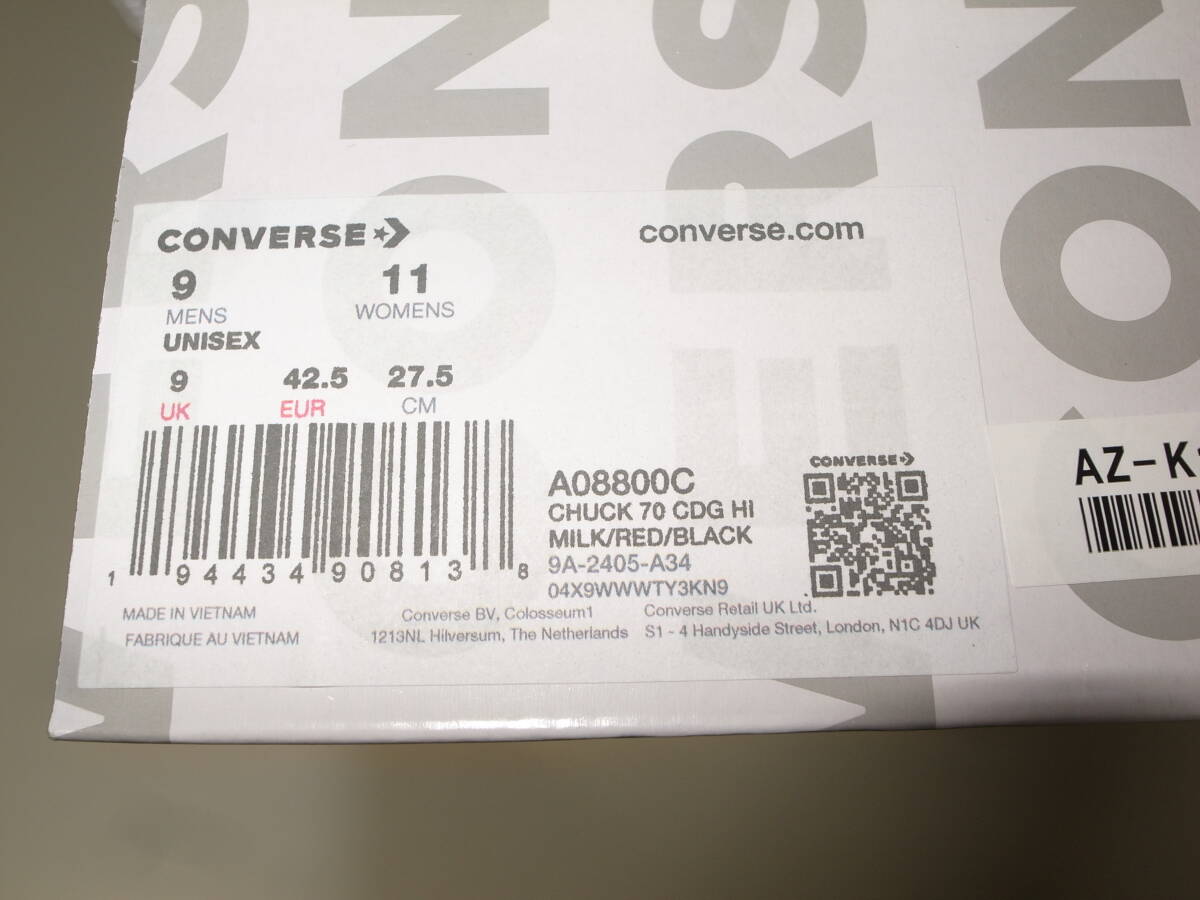 CONVERSE
converse.com
9 11
MENS WOMENS
UNISEX
9 42.5 27.5
UK EUR CM
1 94434 90813 8
A08800C
CHUCK 70 CDG HI
MILK/RED/BLACK
9A-2405-A34
04X9WWWTY3KN9
CONVERSE
MADE IN VIETNAM
FABRIQUE AU VIETNAM
Converse BV, Colosseum1
1213NL Hilversum, The Netherlands
Converse Retail UK Ltd.
S1 - 4 Handyside Street, London, N1C 4DJ UK
AZ-K